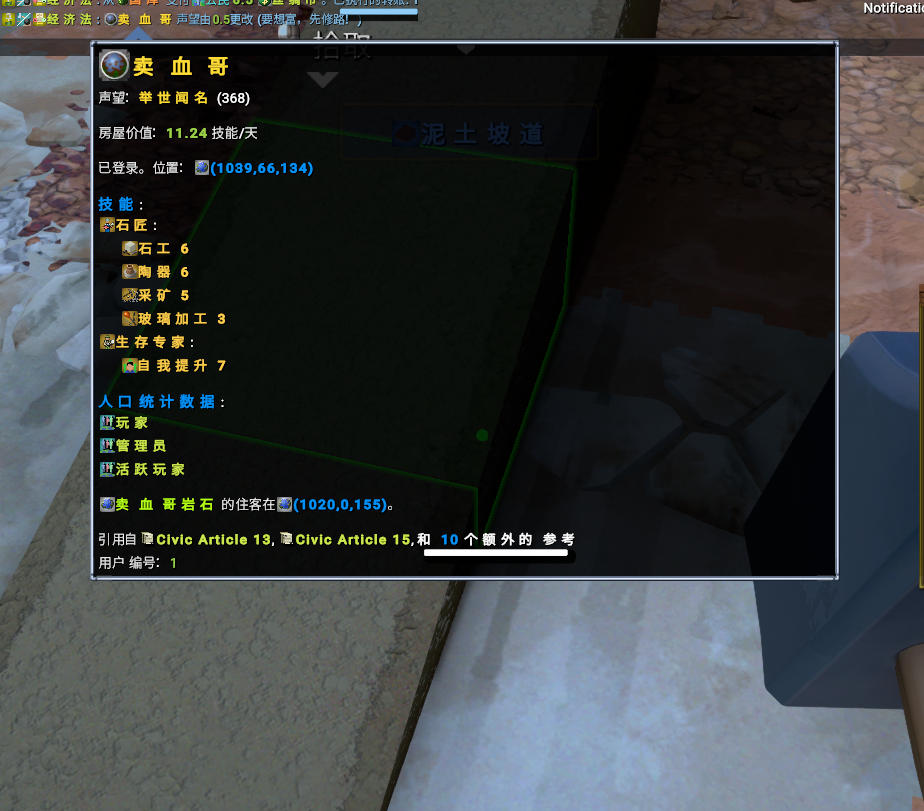 Notificati
经济法:卖血哥 声望由0.5更改 (要想富，先修路! )
拾取
泥土坡道
卖血哥
声望: 举世闻名 (368)
房屋价值: 11.24 技能/天
已登录。位置: (1039,66,134)
技能:
石匠:
石工 6
陶器 6
采矿 5
玻璃加工 3
生存专家:
自我提升 7
人口统计数据:
玩家
管理员
活跃玩家
卖血哥岩石 的住客在(1020,0,155)。
引用自 Civic Article 13, Civic Article 15,和 10 个额外的 参考
用户 编号: 1